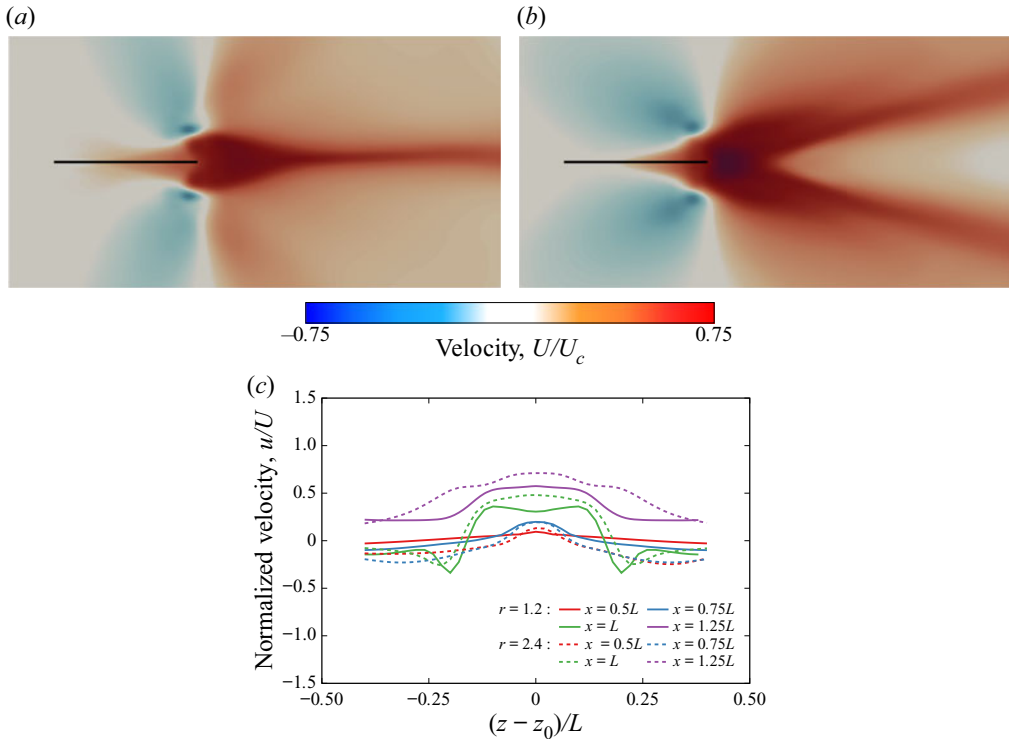 (a)
(b)
–0.75
0.75
Velocity, U/U_c
(c)
1.5
1.0
0.5
0
–0.5
–1.0
–1.5
Normalized velocity, u/U
r = 1.2 : x = 0.5L x = 0.75L
x = L x = 1.25L
r = 2.4 : x = 0.5L x = 0.75L
x = L x = 1.25L
–0.50 –0.25 0 0.25 0.50
(z – z_0)/L